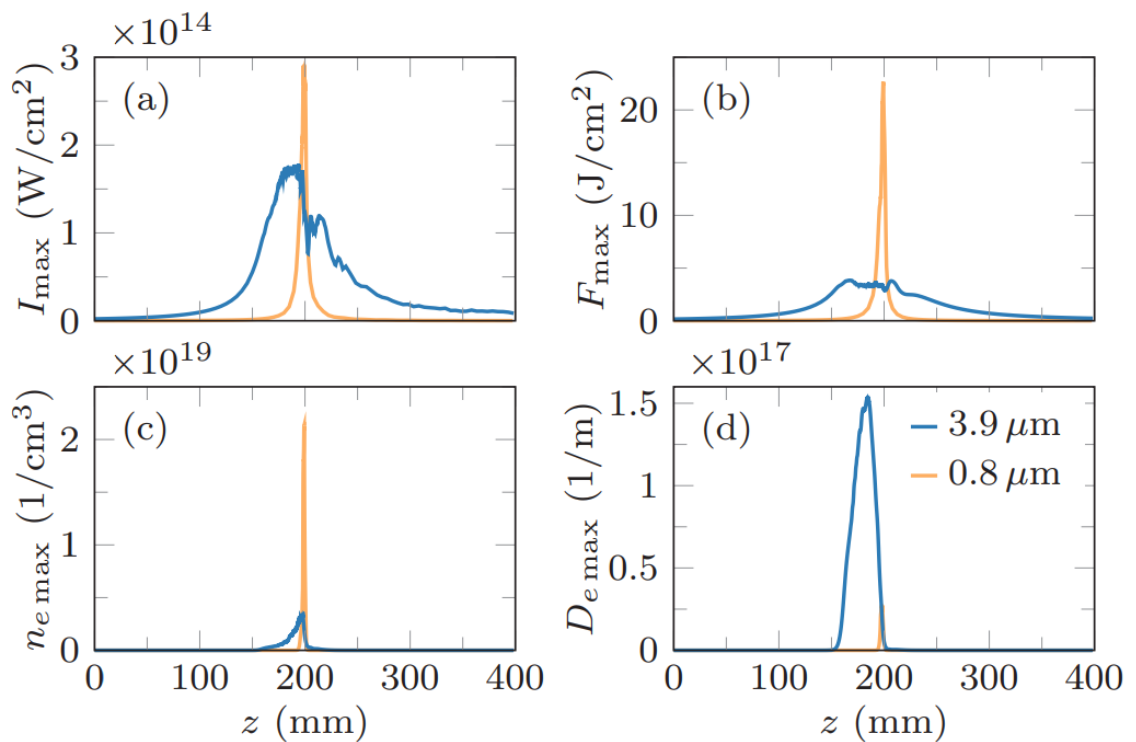 ×10^14
I_max (W/cm^2)
3
2
1
0
(a)
F_max (J/cm^2)
20
10
0
(b)
×10^19
n_e max (1/cm^3)
2
1
0
(c)
0 100 200 300 400
z (mm)
×10^17
D_e max (1/m)
1.5
1
0.5
0
(d)
3.9 μm
0.8 μm
0 100 200 300 400
z (mm)